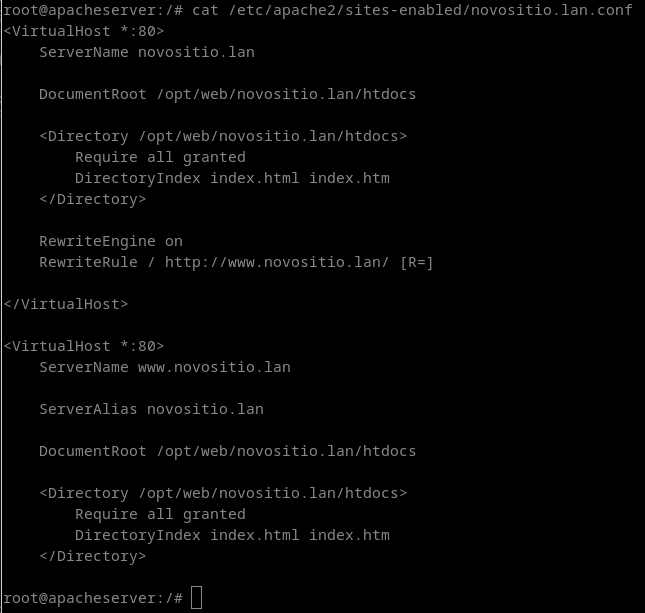 root@apacheserver:/# cat /etc/apache2/sites-enabled/novositio.lan.conf
<VirtualHost *:80>
    ServerName novositio.lan

    DocumentRoot /opt/web/novositio.lan/htdocs

    <Directory /opt/web/novositio.lan/htdocs>
        Require all granted
        DirectoryIndex index.html index.htm
    </Directory>

    RewriteEngine on
    RewriteRule / http://www.novositio.lan/ [R=]

</VirtualHost>

<VirtualHost *:80>
    ServerName www.novositio.lan

    ServerAlias novositio.lan

    DocumentRoot /opt/web/novositio.lan/htdocs

    <Directory /opt/web/novositio.lan/htdocs>
        Require all granted
        DirectoryIndex index.html index.htm
    </Directory>

root@apacheserver:/#